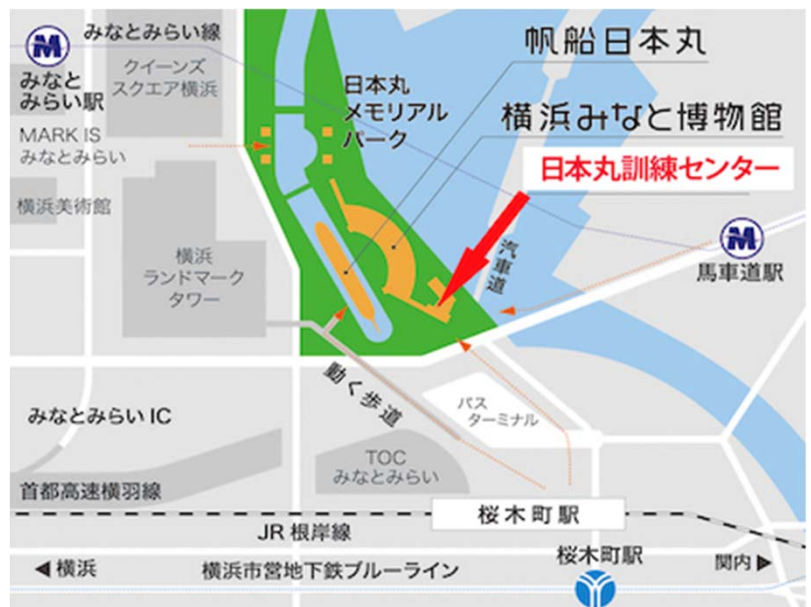 みなとみらい線
M
みなと
みらい駅
クイーンズ
スクエア横浜
MARK IS
みなとみらい
横浜美術館
日本丸
メモリアル
パーク
帆船日本丸
横浜みなと博物館
日本丸訓練センター
横浜
ランドマーク
タワー
汽車道
M
馬車道駅
動く歩道
バス
ターミナル
みなとみらいIC
TOC
みなとみらい
首都高速横羽線
桜木町駅
JR 根岸線
◀横浜
横浜市営地下鉄ブルーライン
桜木町駅
関内▶